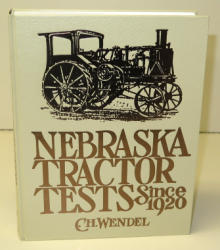 NEBRASKA
TRACTOR
TESTS Since
1920
C.H. WENDEL